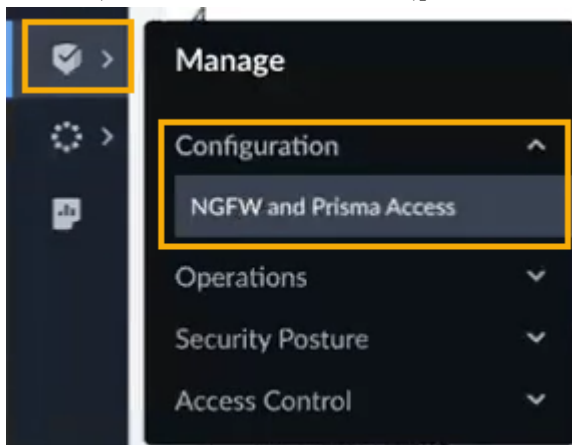 Manage
Configuration
NGFW and Prisma Access
Operations
Security Posture
Access Control